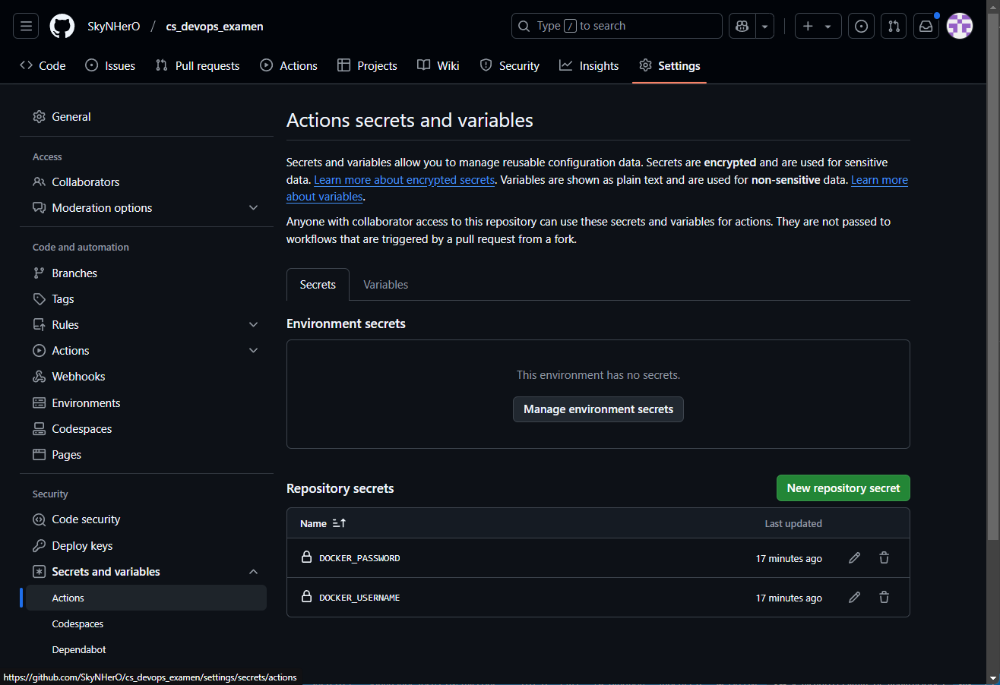 SkyNHerO / cs_devops_examen
Type / to search
Code
Issues
Pull requests
Actions
Projects
Wiki
Security
Insights
Settings
General
Access
Collaborators
Moderation options
Code and automation
Branches
Tags
Rules
Actions
Webhooks
Environments
Codespaces
Pages
Security
Code security
Deploy keys
Secrets and variables
Actions
Codespaces
Dependabot
Actions secrets and variables
Secrets and variables allow you to manage reusable configuration data. Secrets are encrypted and are used for sensitive
data. Learn more about encrypted secrets. Variables are shown as plain text and are used for non-sensitive data. Learn more
about variables.
Anyone with collaborator access to this repository can use these secrets and variables for actions. They are not passed to
workflows that are triggered by a pull request from a fork.
Secrets
Variables
Environment secrets
This environment has no secrets.
Manage environment secrets
Repository secrets
New repository secret
Name
Last updated
DOCKER_PASSWORD
17 minutes ago
DOCKER_USERNAME
17 minutes ago
https://github.com/SkyNHerO/cs_devops_examen/settings/secrets/actions